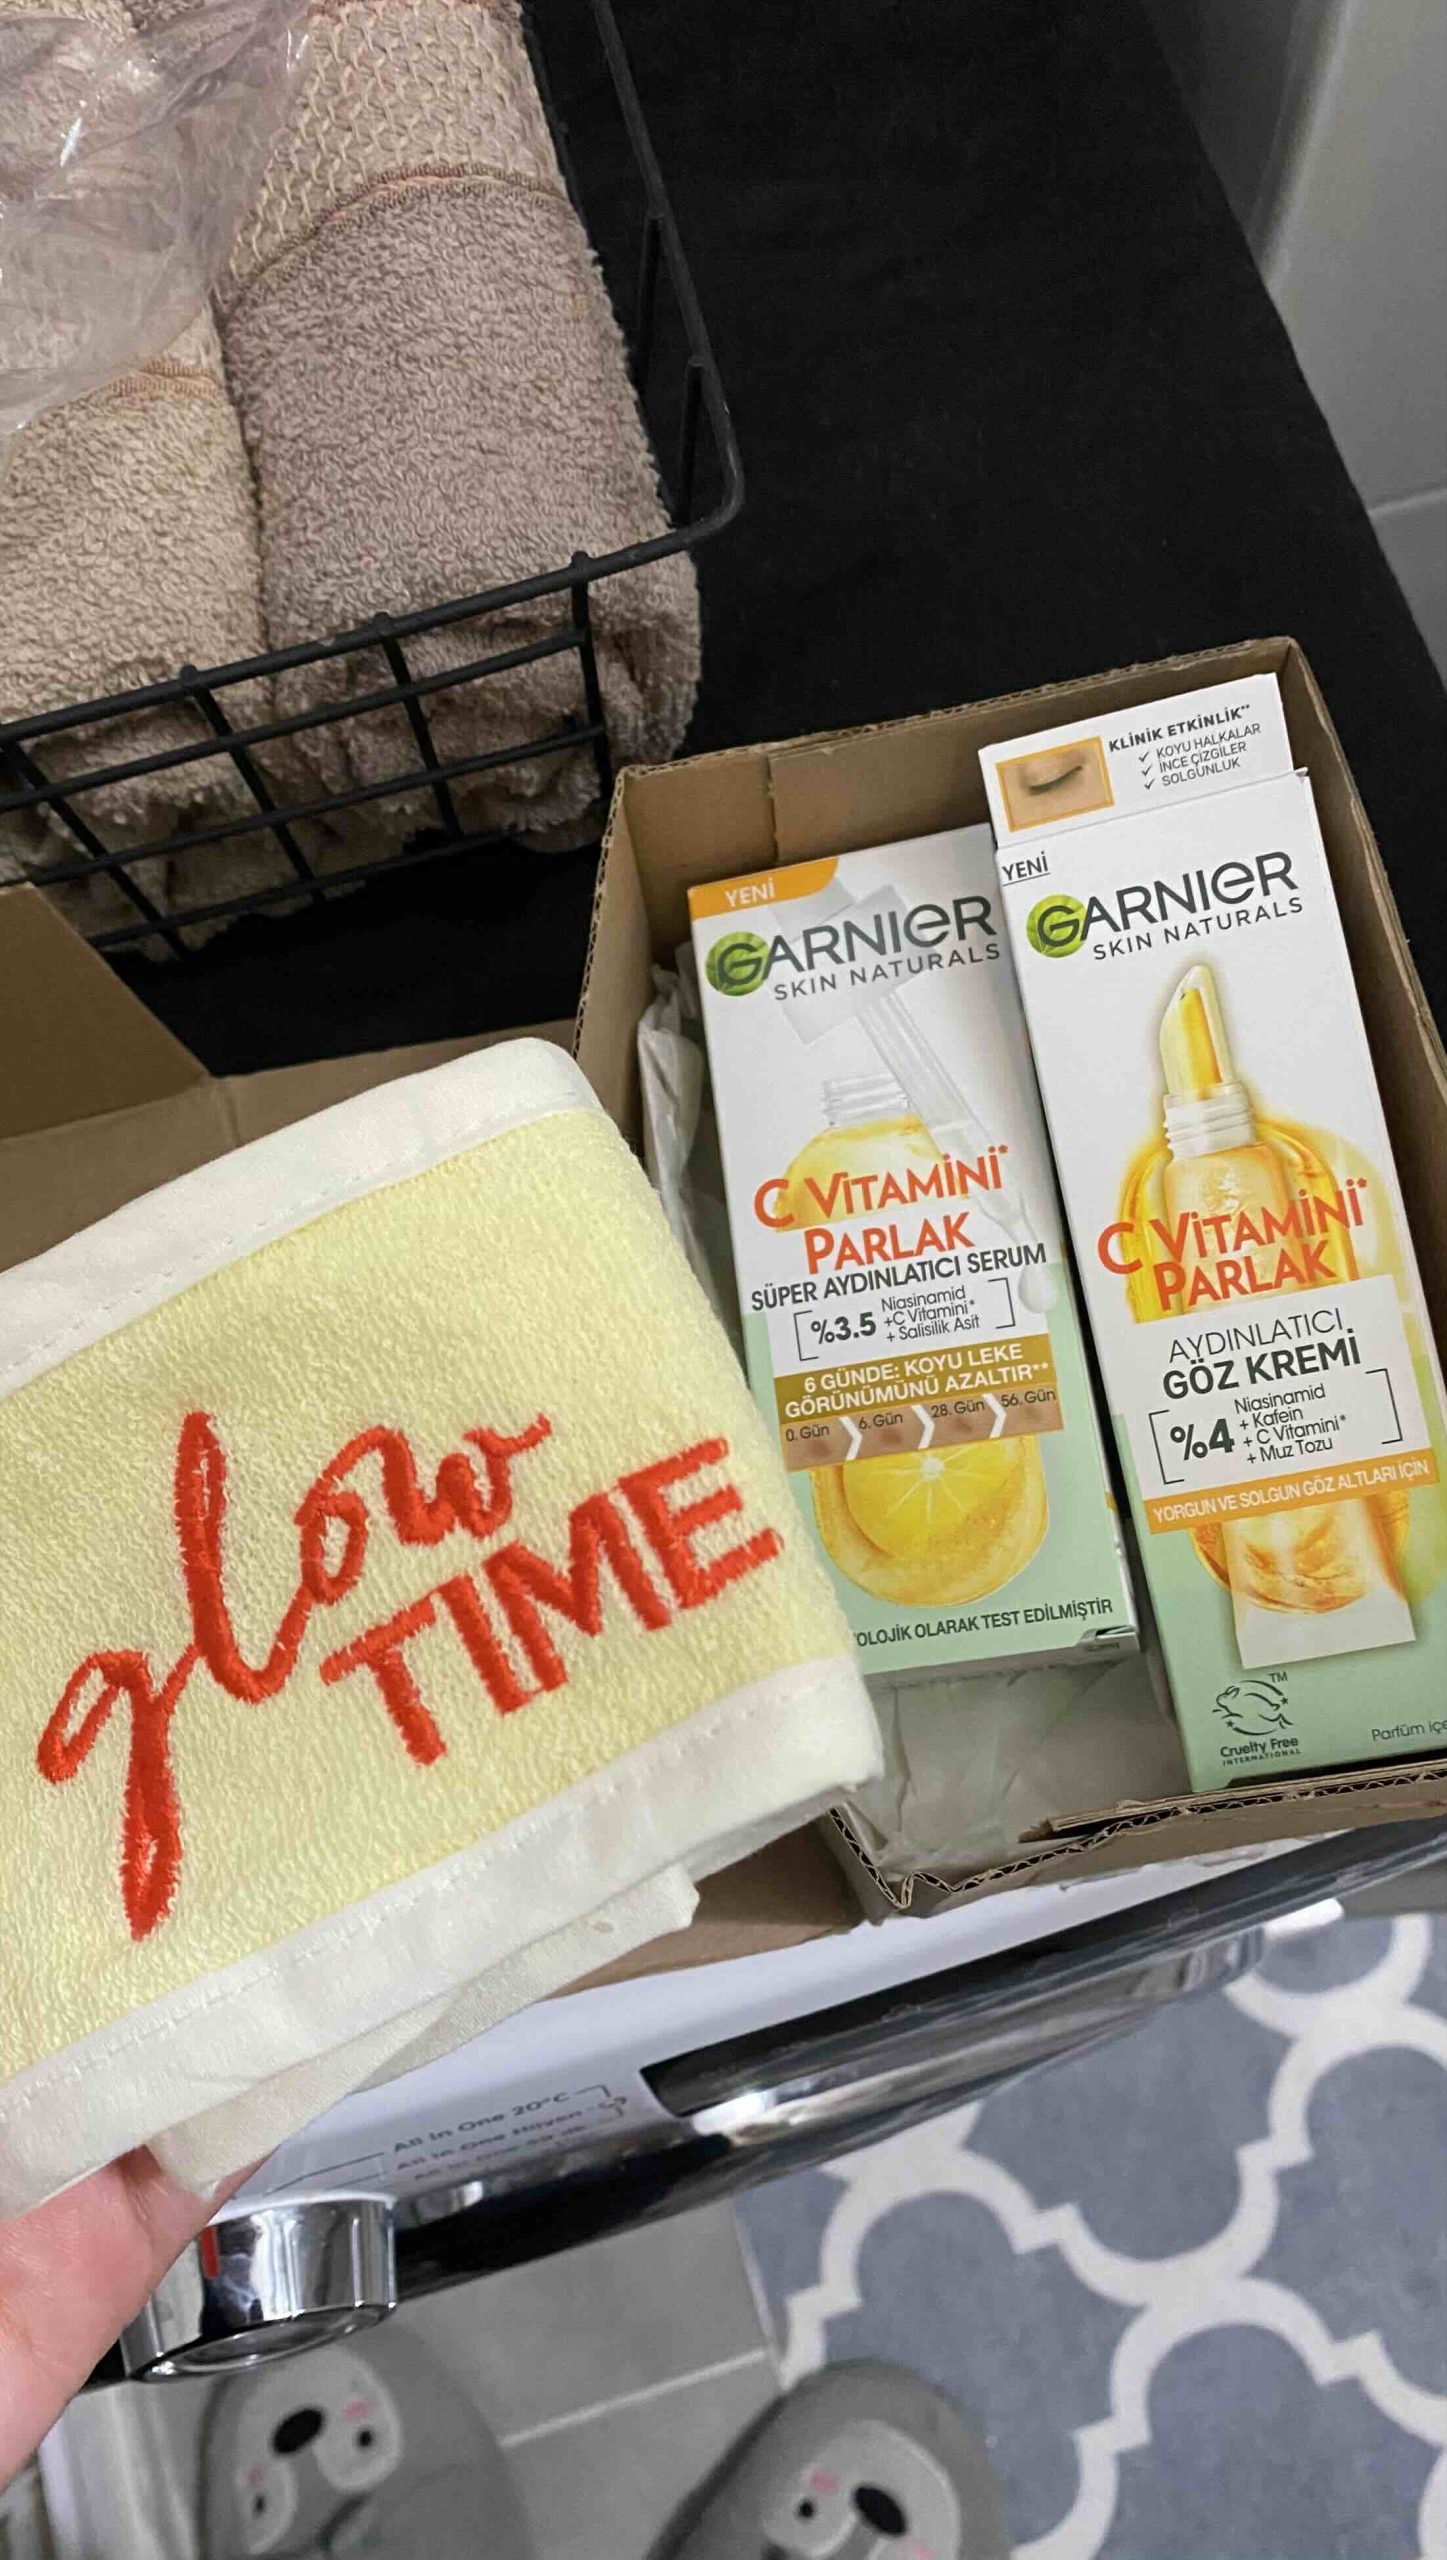 glow
TIME
YENİ
GARNIER
SKIN NATURALS
C VİTAMİNİ*
PARLAK
SÜPER AYDINLATICI SERUM
%3.5
Niasinamid
+C Vitamini*
+ Salisilik Asit
6 GÜNDE: KOYU LEKE
GÖRÜNÜMÜNÜ AZALTIR**
0. Gün 6. Gün 28. Gün 56. Gün
OLOJİK OLARAK TEST EDİLMİŞTİR
KLİNİK ETKİNLİK**
✓ KOYU HALKALAR
✓ İNCE ÇİZGİLER
✓ SOLGUNLUK
YENİ
GARNIER
SKIN NATURALS
C VİTAMİNİ*
PARLAK
AYDINLATICI
GÖZ KREMİ
%4
Niasinamid
+ Kafein
+ C Vitamini*
+ Muz Tozu
YORGUN VE SOLGUN GÖZ ALTLARI İÇİN
TM
Cruelty Free
INTERNATIONAL
Parfüm içe
All in One 20°C
All in One